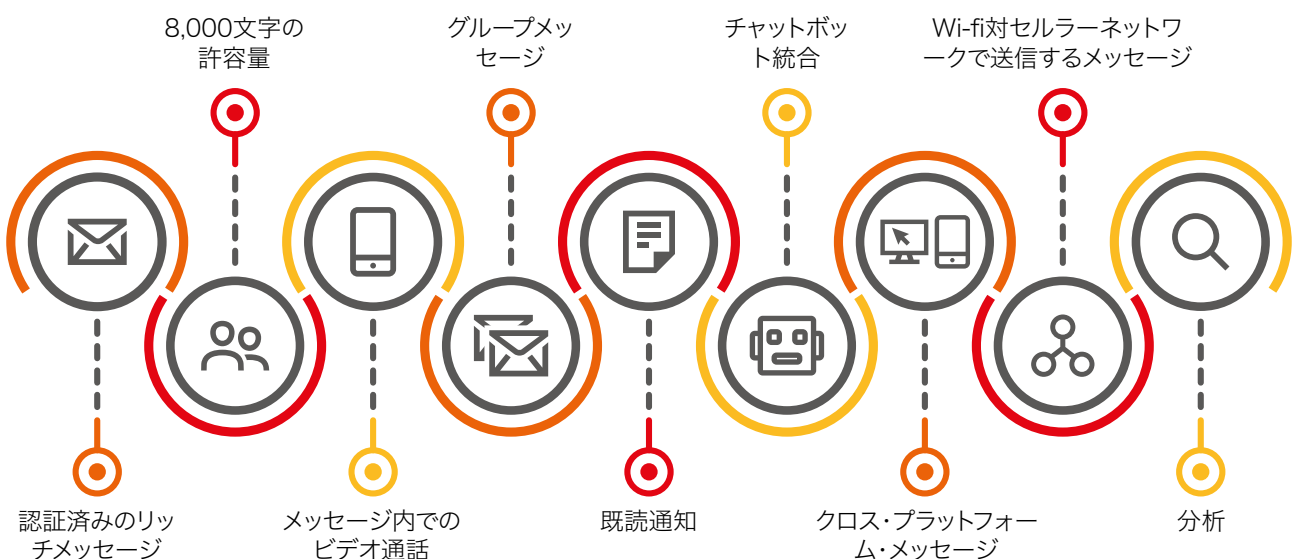 8,000文字の
許容量
グループメッ
セージ
チャットボッ
ト統合
Wi-fi対セルラーネットワ
ークで送信するメッセージ
認証済みのリッ
チメッセージ
メッセージ内での
ビデオ通話
既読通知
クロス・プラットフォー
ム・メッセージ
分析